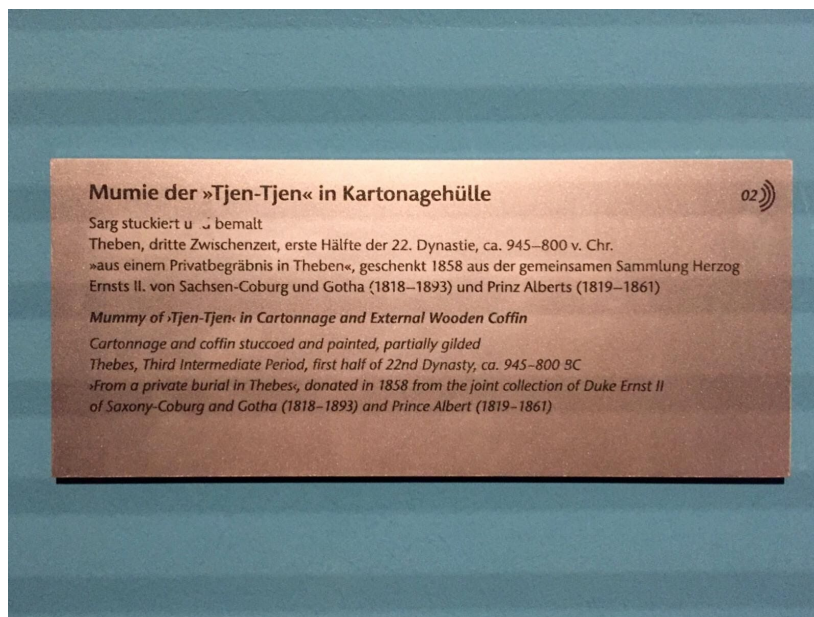 Mumie der »Tjen-Tjen« in Kartonagehülle
02
Sarg stuckiert bemalt
Theben, dritte Zwischenzeit, erste Hälfte der 22. Dynastie, ca. 945–800 v. Chr.
»aus einem Privatbegräbnis in Theben«, geschenkt 1858 aus der gemeinsamen Sammlung Herzog
Ernsts II. von Sachsen-Coburg und Gotha (1818–1893) und Prinz Alberts (1819–1861)
Mummy of ›Tjen-Tjen‹ in Cartonnage and External Wooden Coffin
Cartonnage and coffin stuccoed and painted, partially gilded
Thebes, Third Intermediate Period, first half of 22nd Dynasty, ca. 945–800 BC
›From a private burial in Thebes‹, donated in 1858 from the joint collection of Duke Ernst II
of Saxony-Coburg and Gotha (1818–1893) and Prince Albert (1819–1861)